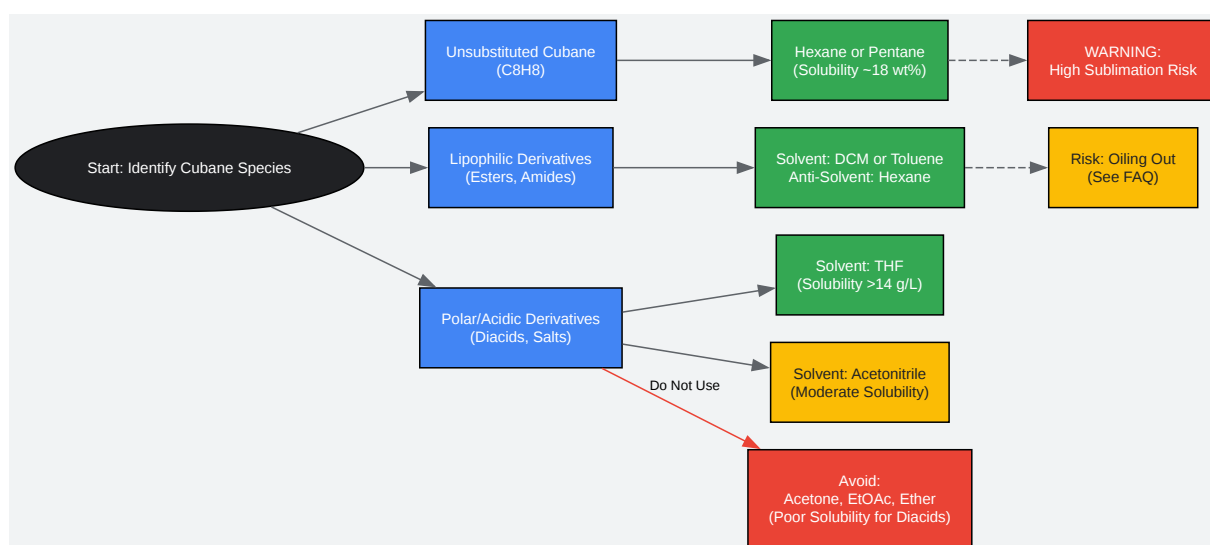 Unsubstituted Cubane
(C8H8)
Hexane or Pentane
(Solubility ~18 wt%)
WARNING:
High Sublimation Risk
Start: Identify Cubane Species
Lipophilic Derivatives
(Esters, Amides)
Solvent: DCM or Toluene
Anti-Solvent: Hexane
Risk: Oiling Out
(See FAQ)
Polar/Acidic Derivatives
(Diacids, Salts)
Solvent: THF
(Solubility >14 g/L)
Solvent: Acetonitrile
(Moderate Solubility)
Do Not Use
Avoid:
Acetone, EtOAc, Ether
(Poor Solubility for Diacids)